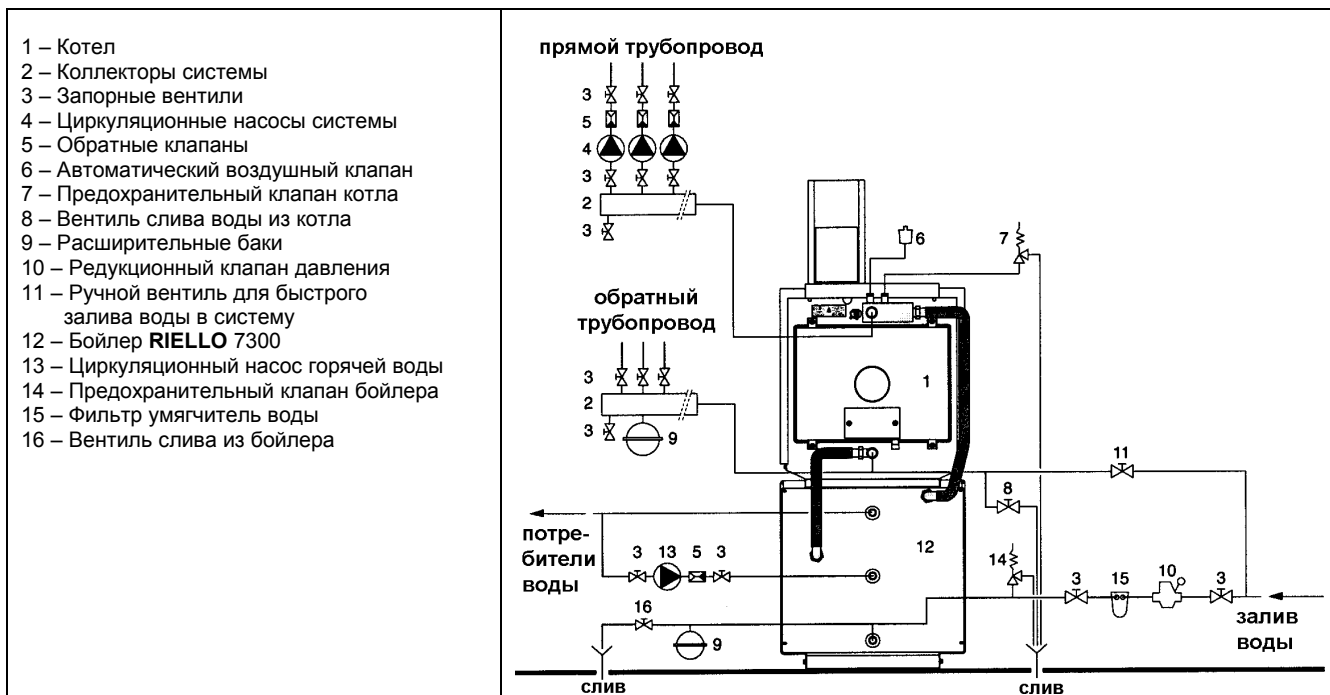 1 – Котел
2 – Коллекторы системы
3 – Запорные вентили
4 – Циркуляционные насосы системы
5 – Обратные клапаны
6 – Автоматический воздушный клапан
7 – Предохранительный клапан котла
8 – Вентиль слива воды из котла
9 – Расширительные баки
10 – Редукционный клапан давления
11 – Ручной вентиль для быстрого
залива воды в систему
12 – Бойлер RIELLO 7300
13 – Циркуляционный насос горячей воды
14 – Предохранительный клапан бойлера
15 – Фильтр умягчитель воды
16 – Вентиль слива из бойлера
прямой трубопровод
3
5
4
3
2
3
6
7
обратный
трубопровод
3
2
3
9
1
11
8
потре-
бители
воды
3 13 5 3
12
14
3 15 10 3
16
9
залив
воды
слив
слив